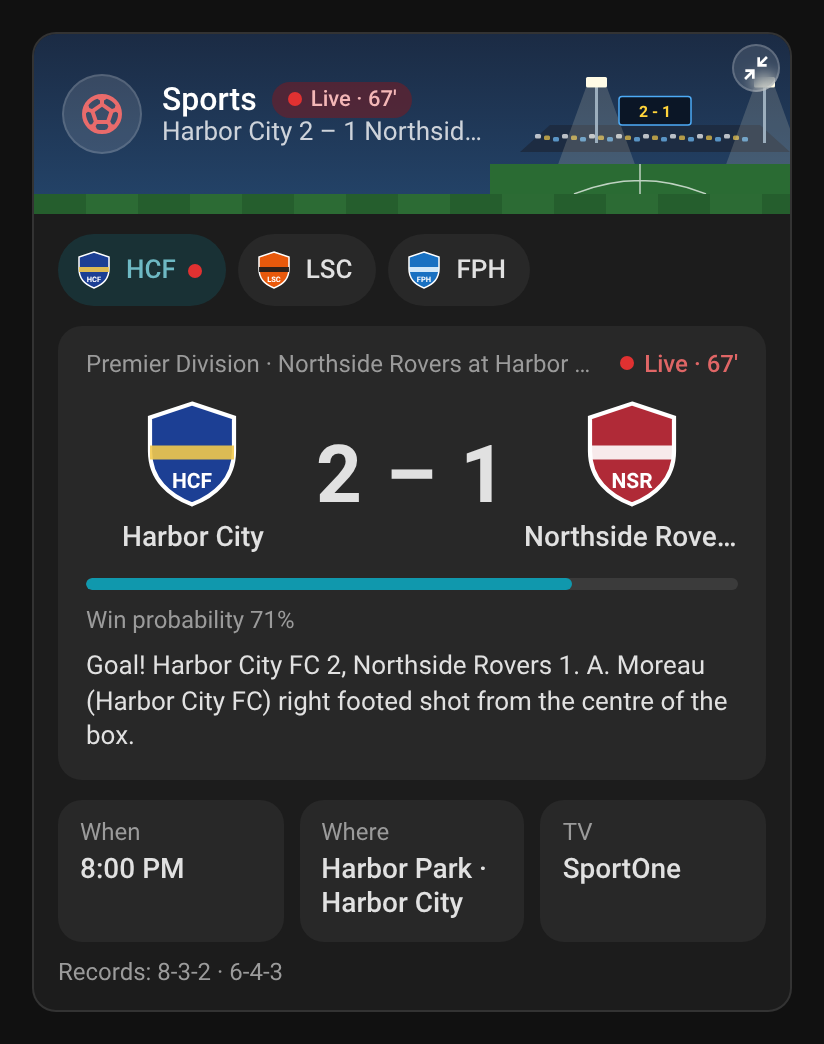 Sports
Live · 67'
Harbor City 2 – 1 Northsid…
2 - 1
HCF
HCF
LSC
LSC
FPH
FPH
Premier Division · Northside Rovers at Harbor …
Live · 67'
HCF
2 – 1
NSR
Harbor City
Northside Rove…
Win probability 71%
Goal! Harbor City FC 2, Northside Rovers 1. A. Moreau
(Harbor City FC) right footed shot from the centre of the
box.
When
8:00 PM
Where
Harbor Park ·
Harbor City
TV
SportOne
Records: 8-3-2 · 6-4-3